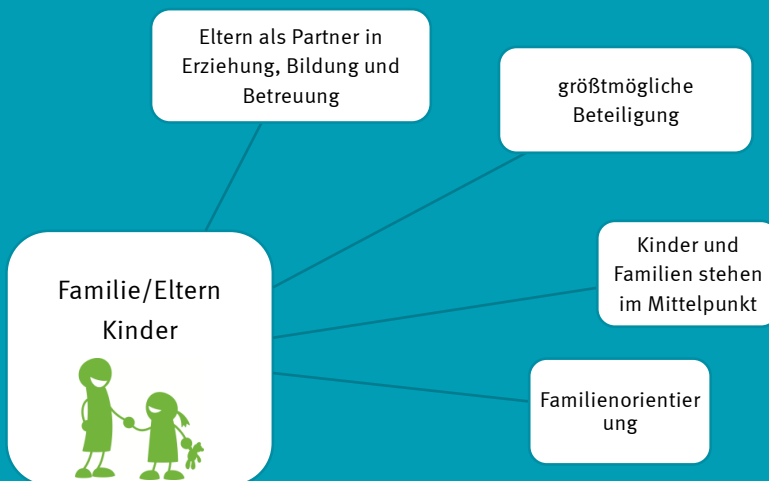 Eltern als Partner in
Erziehung, Bildung und
Betreuung
größtmögliche
Beteiligung
Kinder und
Familien stehen
im Mittelpunkt
Familie/Eltern
Kinder
Familienorientier
ung